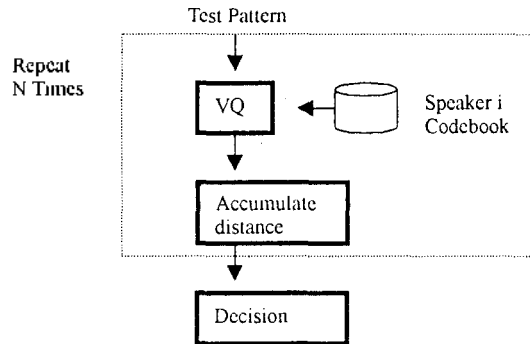 Test Pattern
Repeat
N Times
VQ
Speaker i
Codebook
Accumulate
distance
Decision